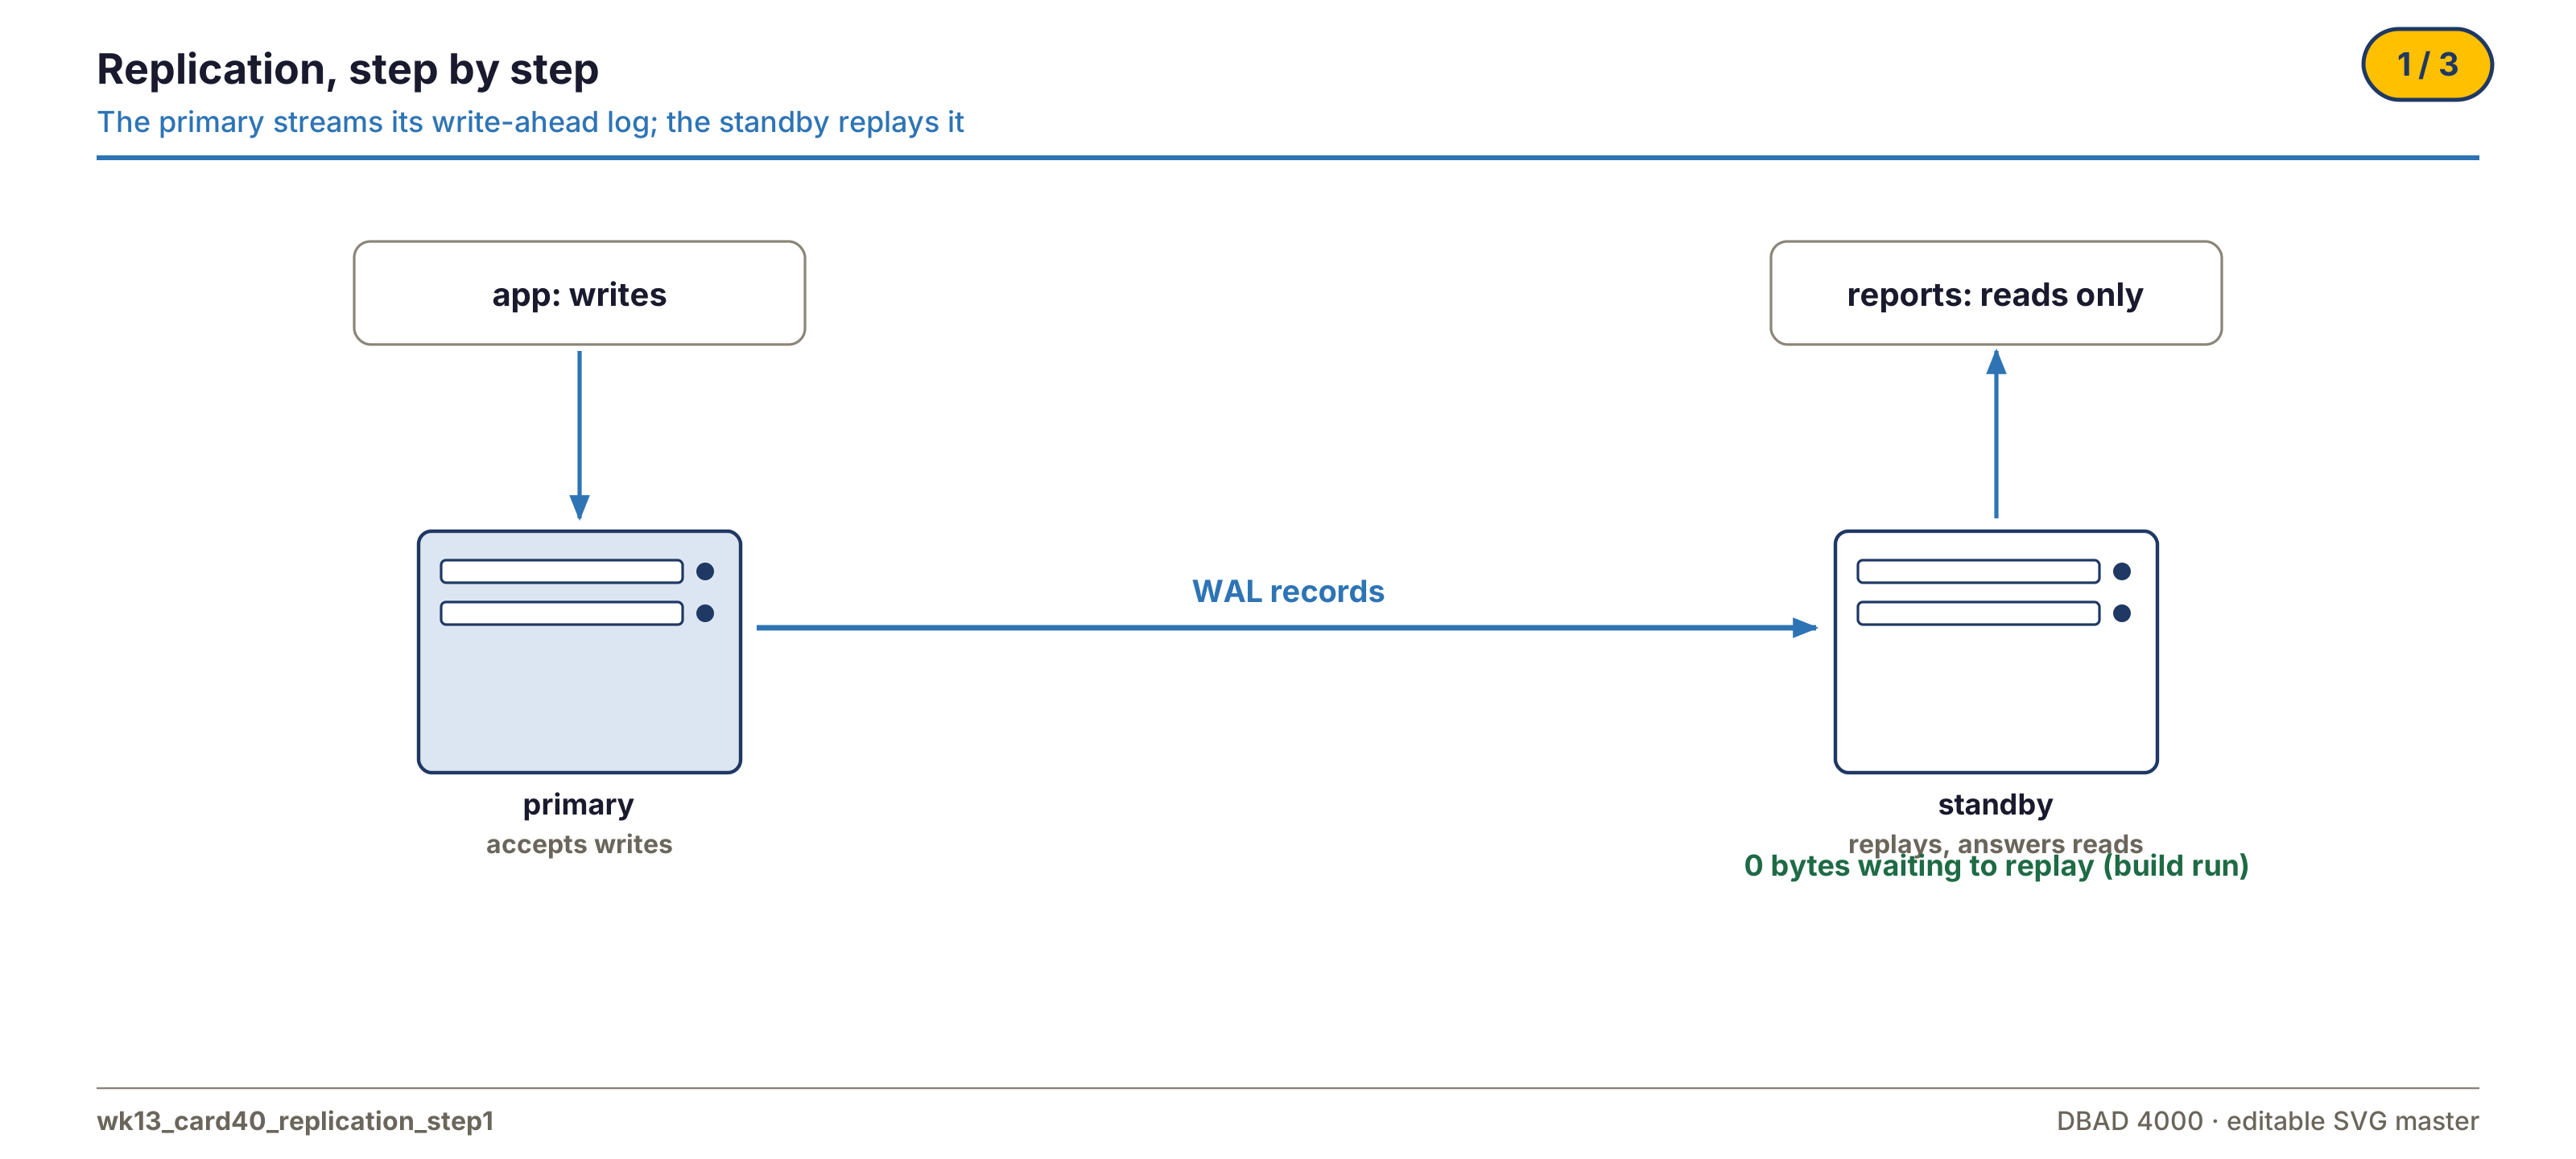 Replication, step by step
1 / 3
The primary streams its write-ahead log; the standby replays it
app: writes
reports: reads only
WAL records
primary
accepts writes
standby
replays, answers reads
0 bytes waiting to replay (build run)
wk13_card40_replication_step1
DBAD 4000 · editable SVG master